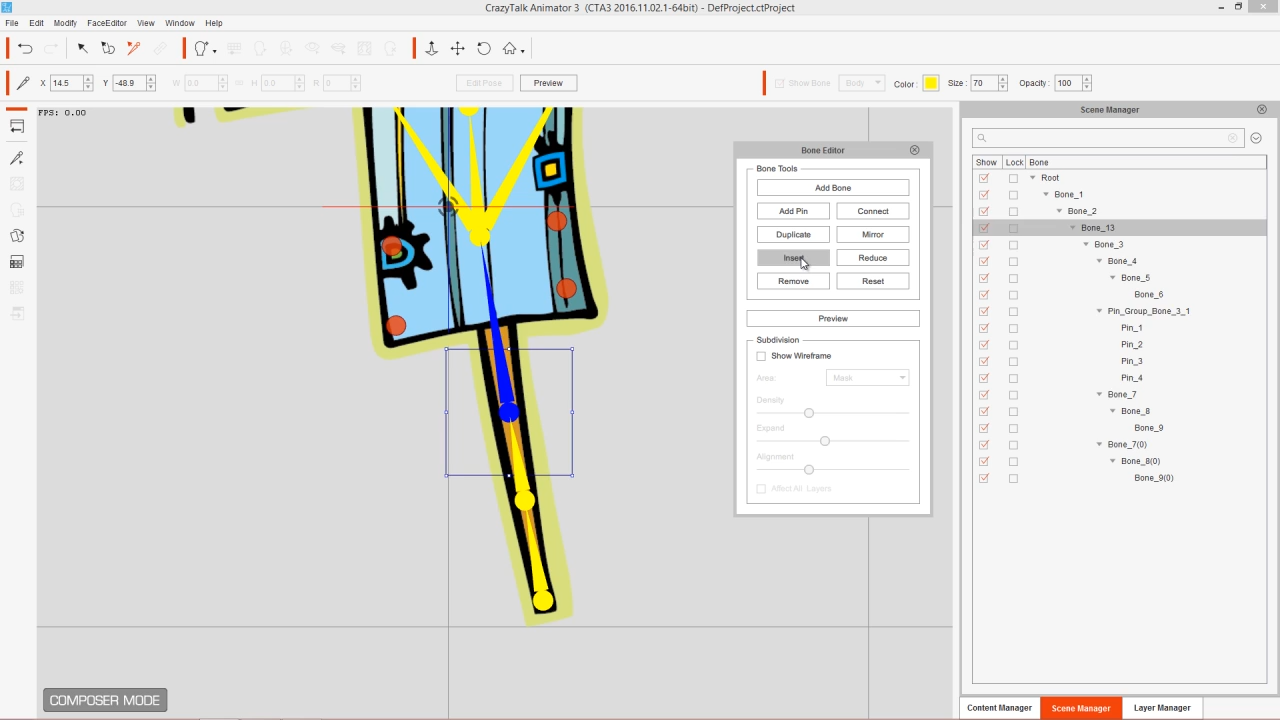 CrazyTalk Animator 3 (CTA3 2016.11.02.1-64bit) - DefProject.ctProject
File Edit Modify FaceEditor View Window Help
X 14.5 Y -48.9 W 0.0 H 0.0 R 0 Edit Pose Preview Show Bone Body Color : Size : 70 Opacity : 100
FPS: 0.00
Scene Manager
Show Lock Bone
Root
Bone_1
Bone_2
Bone_13
Bone_3
Bone_4
Bone_5
Bone_6
Pin_Group_Bone_3_1
Pin_1
Pin_2
Pin_3
Pin_4
Bone_7
Bone_8
Bone_9
Bone_7(0)
Bone_8(0)
Bone_9(0)
Bone Editor
Bone Tools
Add Bone
Add Pin Connect
Duplicate Mirror
Insert Reduce
Remove Reset
Preview
Subdivision
Show Wireframe
Area: Mask
Density
Expand
Alignment
Affect All Layers
COMPOSER MODE
Content Manager Scene Manager Layer Manager